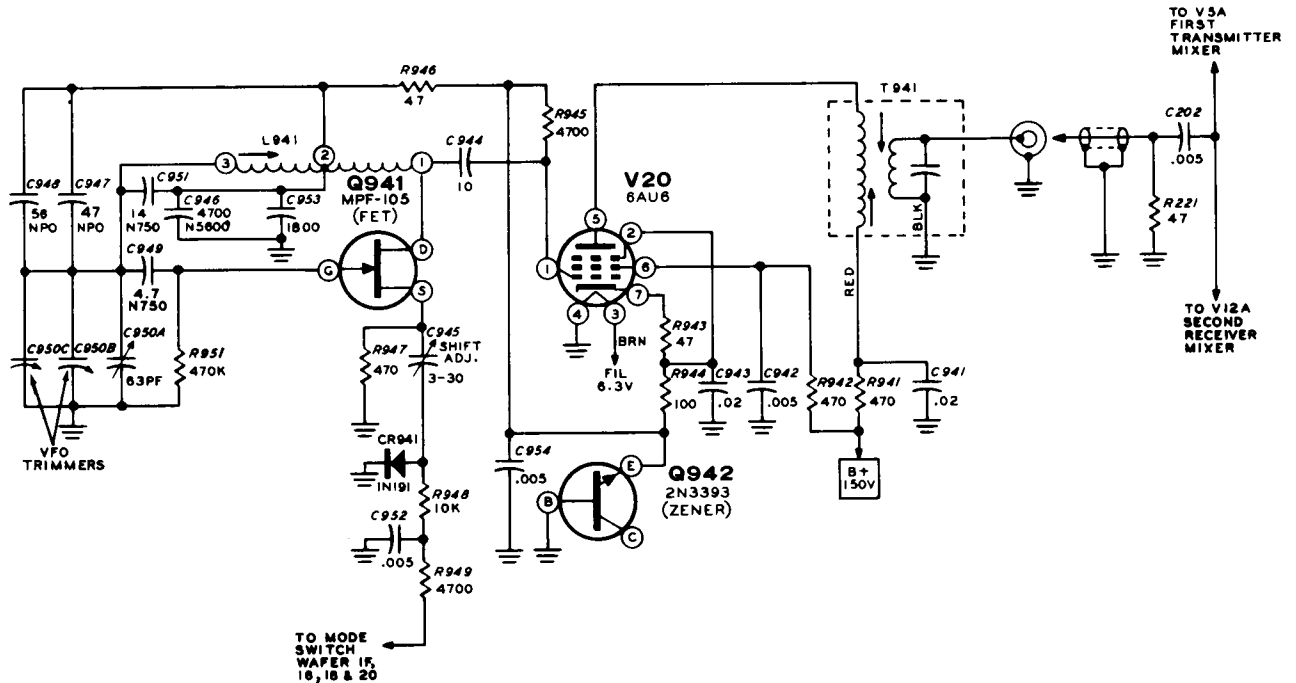 TO V5A
FIRST
TRANSMITTER
MIXER
R946
47
T941
C202
.005
R945
4700
L941
C944
10
3
2
1
C948
56
NPO
C947
47
NPO
C951
14
N750
C946
4700
N5600
C953
1800
Q941
MPF-105
(FET)
V20
6AU6
R221
47
BLK
C949
4.7
N750
G
D
S
5
2
1
6
7
4
3
RED
TO V12A
SECOND
RECEIVER
MIXER
BRN
FIL
6.3V
R943
47
C950C
C950B
C950A
63PF
R951
470K
R947
470
C945
SHIFT
ADJ.
3-30
R944
100
C943
.02
C942
.005
R942
470
R941
470
C941
.02
VFO
TRIMMERS
CR941
1N191
C954
.005
E
Q942
2N3393
(ZENER)
B
C
B+
150V
R948
10K
C952
.005
R949
4700
TO MODE
SWITCH
WAFER 1F,